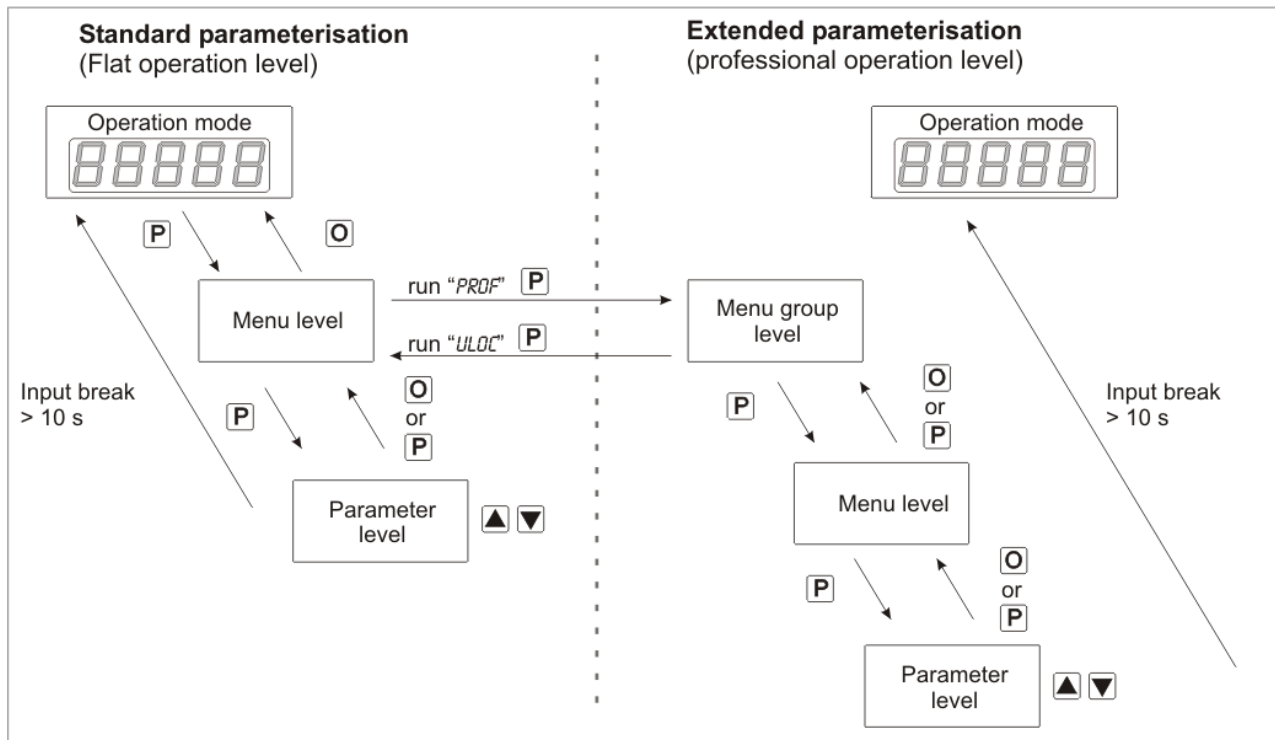 Standard parameterisation
(Flat operation level)
Operation mode
88888
P
O
Menu level
run “PROF” P
run “ULOC” P
Input break
> 10 s
P
O
or
P
Parameter
level
▲ ▼
Extended parameterisation
(professional operation level)
Operation mode
88888
Menu group
level
P
O
or
P
Input break
> 10 s
Menu level
P
O
or
P
Parameter
level
▲ ▼